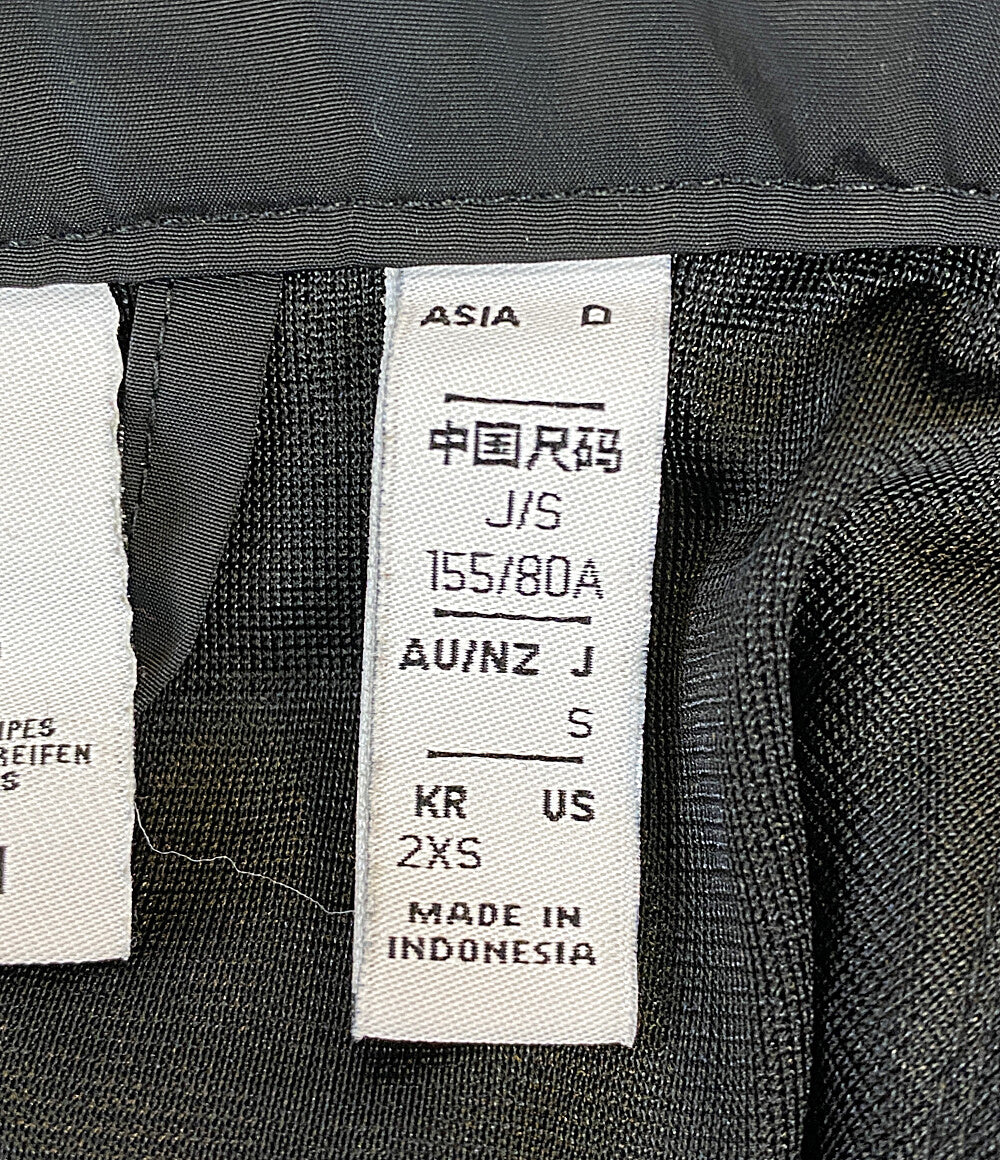 ASIA D
中国尺码
J/S
155/80A
AU/NZ J
S
KR US
2XS
MADE IN
INDONESIA
IPES
REIFEN
S